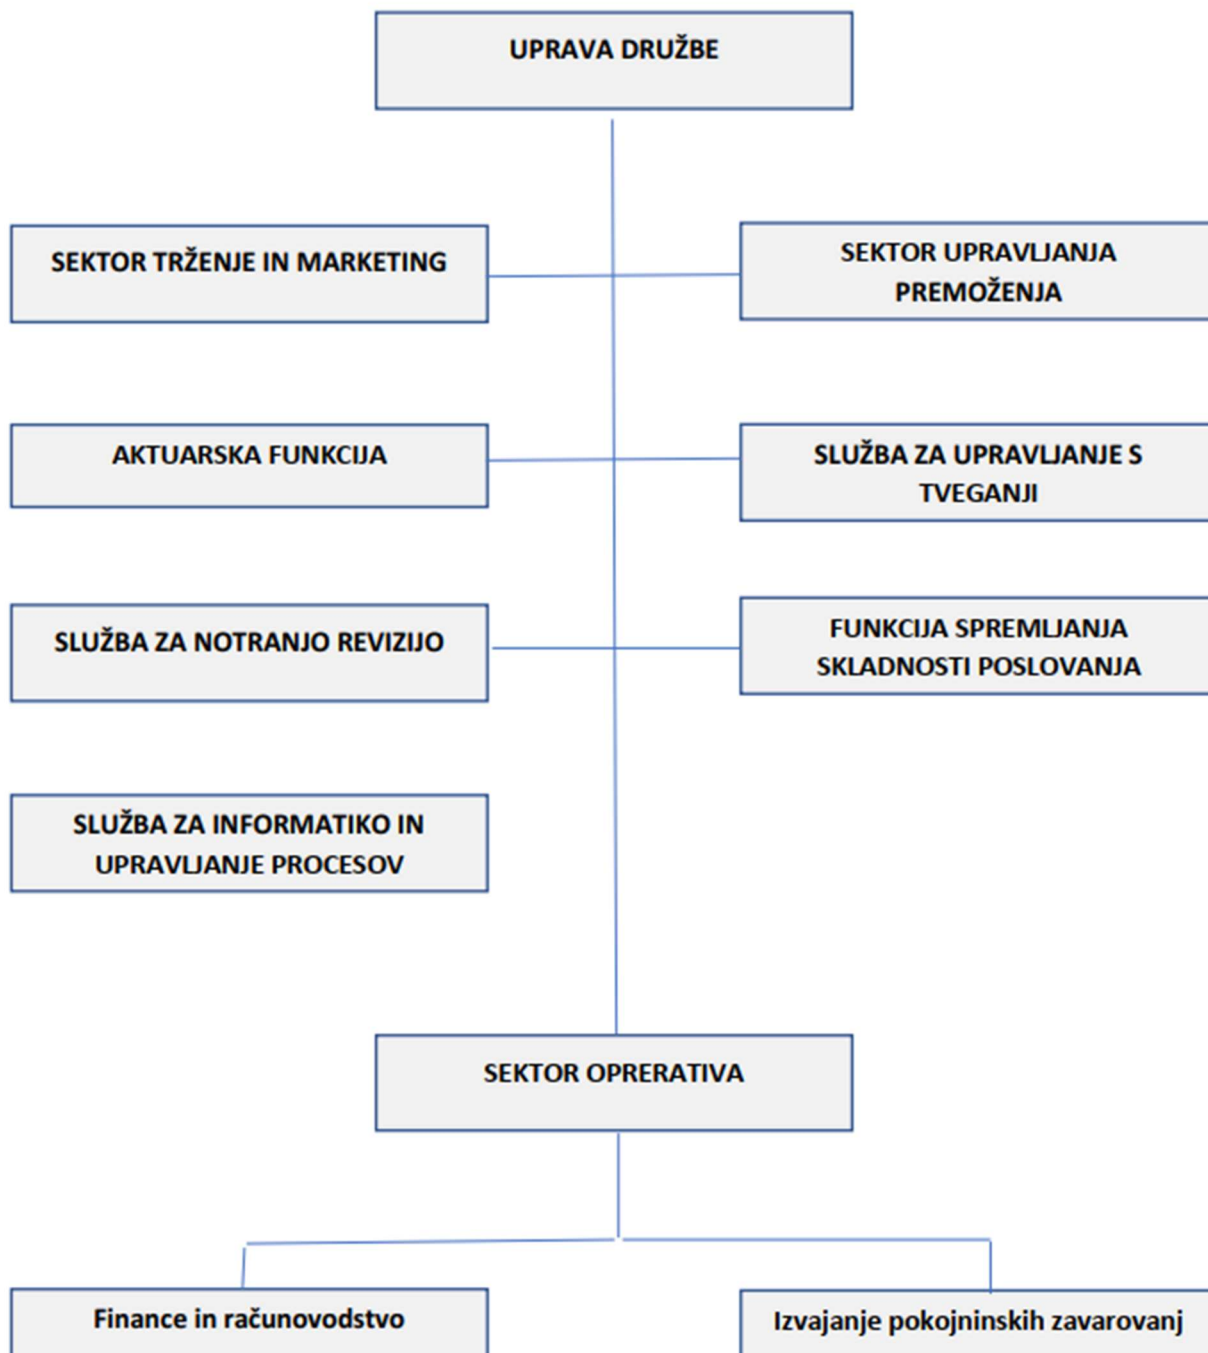 UPRAVA DRUŽBE
SEKTOR TRŽENJE IN MARKETING
SEKTOR UPRAVLJANJA
PREMOŽENJA
AKTUARSKA FUNKCIJA
SLUŽBA ZA UPRAVLJANJE S
TVEGANJI
SLUŽBA ZA NOTRANJO REVIZIJO
FUNKCIJA SPREMLJANJA
SKLADNOSTI POSLOVANJA
SLUŽBA ZA INFORMATIKO IN
UPRAVLJANJE PROCESOV
SEKTOR OPRERATIVA
Finance in računovodstvo
Izvajanje pokojninskih zavarovanj